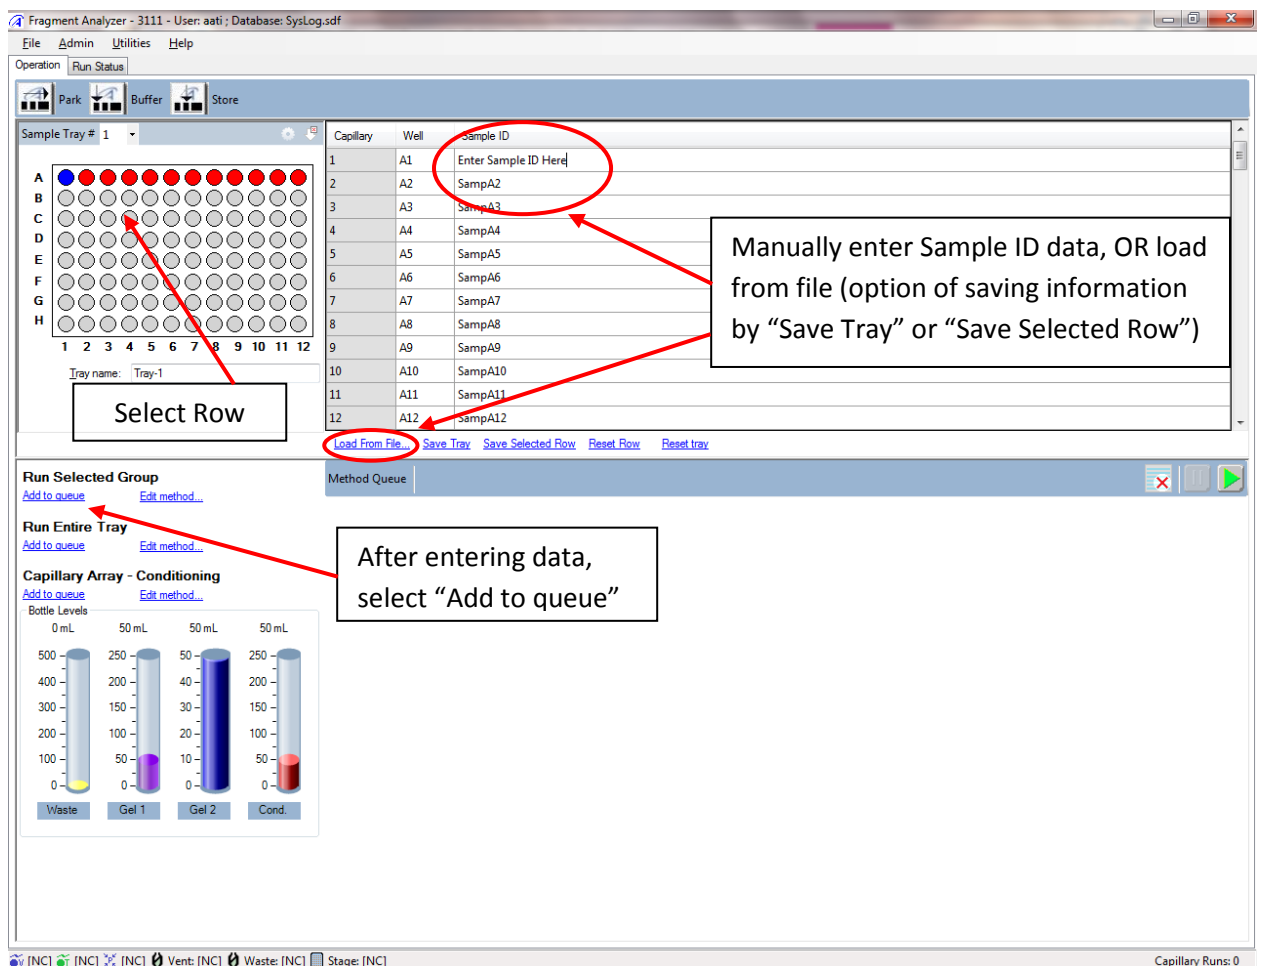 Fragment Analyzer - 3111 - User: aati ; Database: SysLog.sdf
File Admin Utilities Help
Operation Run Status
Park Buffer Store
Sample Tray # 1
A
B
C
D
E
F
G
H
1 2 3 4 5 6 7 8 9 10 11 12
Tray name: Tray-1
Select Row
Capillary Well Sample ID
1 A1 Enter Sample ID Here
2 A2 SampA2
3 A3 SampA3
4 A4 SampA4
5 A5 SampA5
6 A6 SampA6
7 A7 SampA7
8 A8 SampA8
9 A9 SampA9
10 A10 SampA10
11 A11 SampA11
12 A12 SampA12
Manually enter Sample ID data, OR load
from file (option of saving information
by “Save Tray” or “Save Selected Row”)
Load From File... Save Tray Save Selected Row Reset Row Reset tray
Run Selected Group
Add to queue Edit method...
Run Entire Tray
Add to queue Edit method...
Capillary Array - Conditioning
Add to queue Edit method...
Method Queue
After entering data,
select “Add to queue”
Bottle Levels
0 mL 50 mL 50 mL 50 mL
500 250 50 250
400 200 40 200
300 150 30 150
200 100 20 100
100 50 10 50
0 0 0 0
Waste Gel 1 Gel 2 Cond.
V [NC] T [NC] P [NC] Vent: [NC] Waste: [NC] Stage: [NC] Capillary Runs: 0